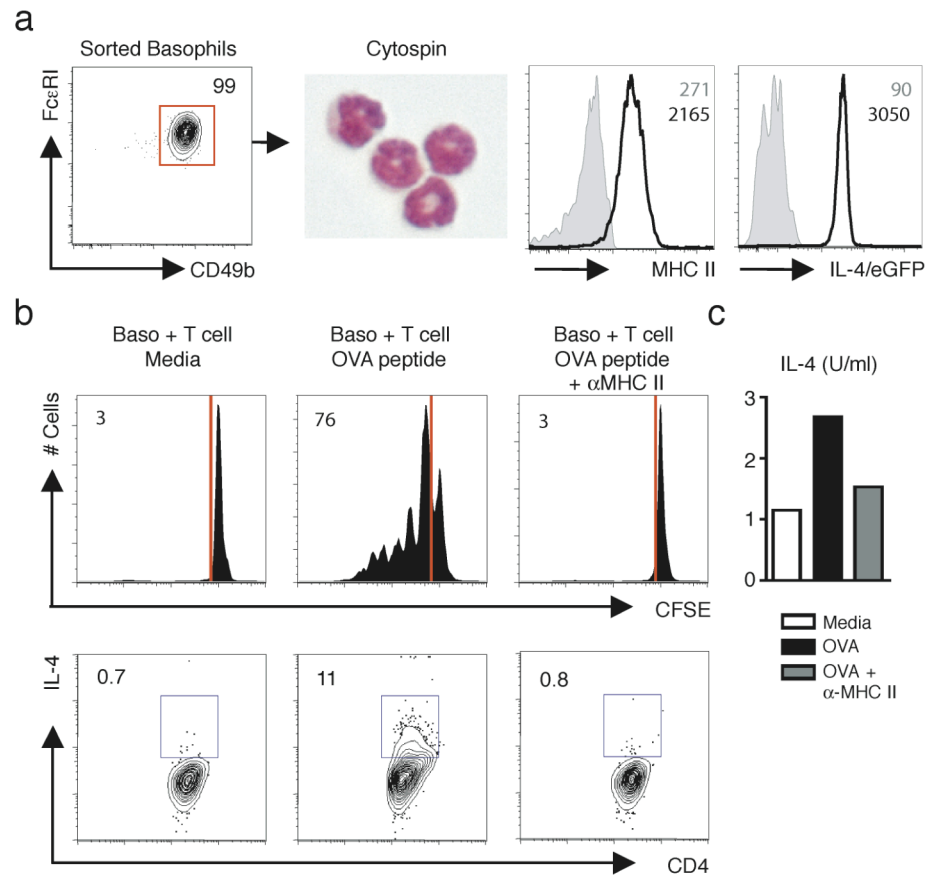 a
Sorted Basophils
Cytospin
FcεRI
99
CD49b
271
2165
MHC II
90
3050
IL-4/eGFP
b
Baso + T cell
Media
Baso + T cell
OVA peptide
Baso + T cell
OVA peptide
+ αMHC II
# Cells
3
76
3
CFSE
IL-4
0.7
11
0.8
CD4
c
IL-4 (U/ml)
3
2
1
0
Media
OVA
OVA +
α-MHC II